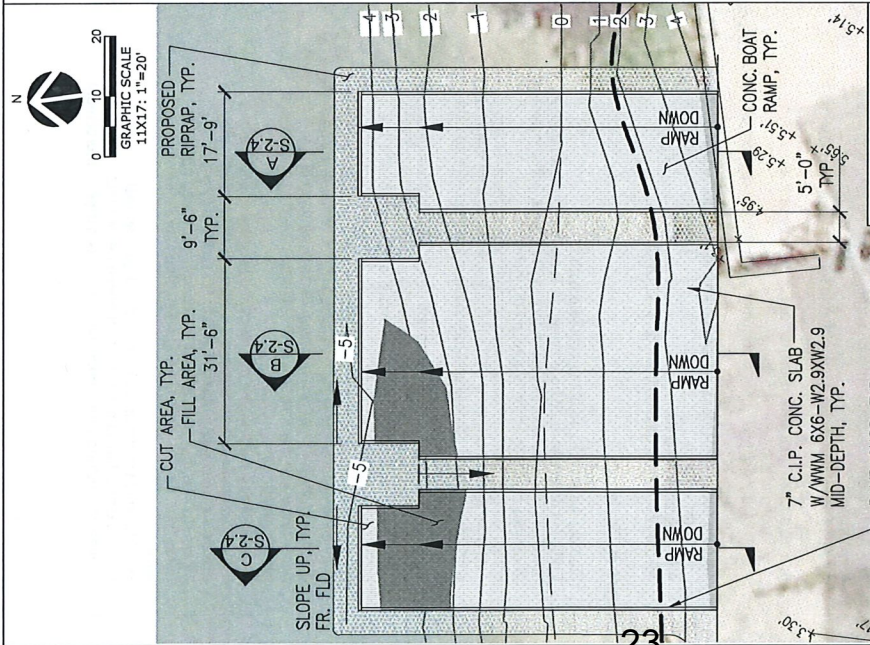 N
0 10 20
GRAPHIC SCALE
11X17: 1"=20'
PROPOSED
RIPRAP, TYP.
17'-9"
A
S-2.4
9'-6"
TYP.
CUT AREA, TYP.
FILL AREA, TYP.
31'-6"
B
S-2.4
C
S-2.4
SLOPE UP, TYP.
FR. FLD
-5
-5
-4
-3
-2
-1
0
1
2
3
4
RAMP
DOWN
RAMP
DOWN
RAMP
DOWN
CONC. BOAT
RAMP, TYP.
+5.14'
+5.51'
+5.29
5.65'
4.95'
5'-0"
TYP.
7" C.I.P. CONC. SLAB
W/WWM 6X6-W2.9XW2.9
MID-DEPTH, TYP.
+3.30'
23